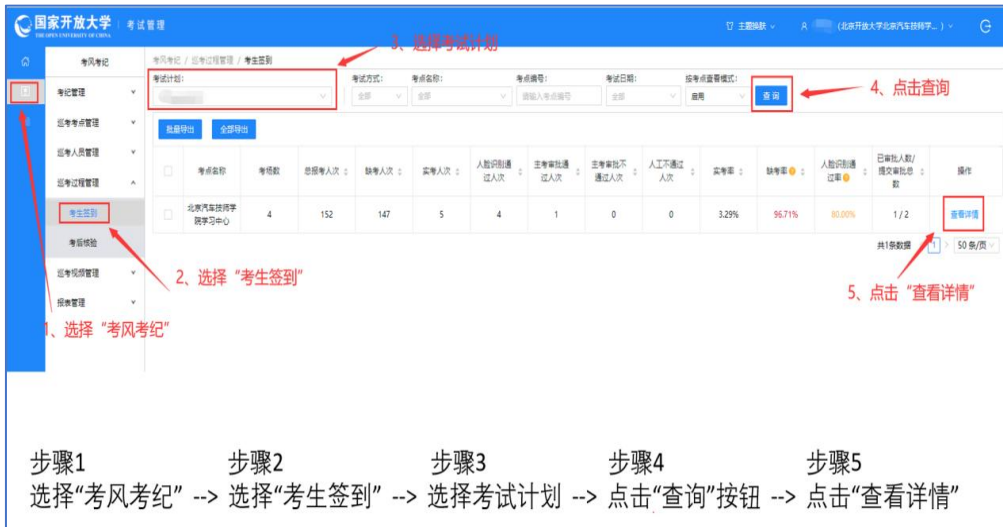 国家开放大学 考试管理
THE OPEN UNIVERSITY OF CHINA
主题换肤
(北京开放大学北京汽车技师学...)
考风考纪
考风考纪 / 巡考过程管理 / 考生签到
3、选择考试计划
考试计划: 考试方式: 考点名称: 考点编号: 考试日期: 按考点查看模式:
全部 全部 请输入考点编号 全部 启用 查询
4、点击查询
考纪管理
巡考考点管理
巡考人员管理
巡考过程管理
考生签到
考后核验
巡考视频管理
报表管理
批量导出 全部导出
考点名称 考场数 总报考人次 缺考人次 实考人次 人脸识别通过人次 主考审批通过人次 主考审批不通过人次 人工不通过人次 实考率 缺考率 人脸识别通过率 已审批人数/提交审批总数 操作
北京汽车技师学院学习中心 4 152 147 5 4 1 0 0 3.29% 96.71% 80.00% 1 / 2 查看详情
共1条数据 1 50 条/页
2、选择“考生签到”
5、点击“查看详情”
1、选择“考风考纪”
步骤1 步骤2 步骤3 步骤4 步骤5
选择“考风考纪” --> 选择“考生签到” --> 选择考试计划 --> 点击“查询”按钮 --> 点击“查看详情”